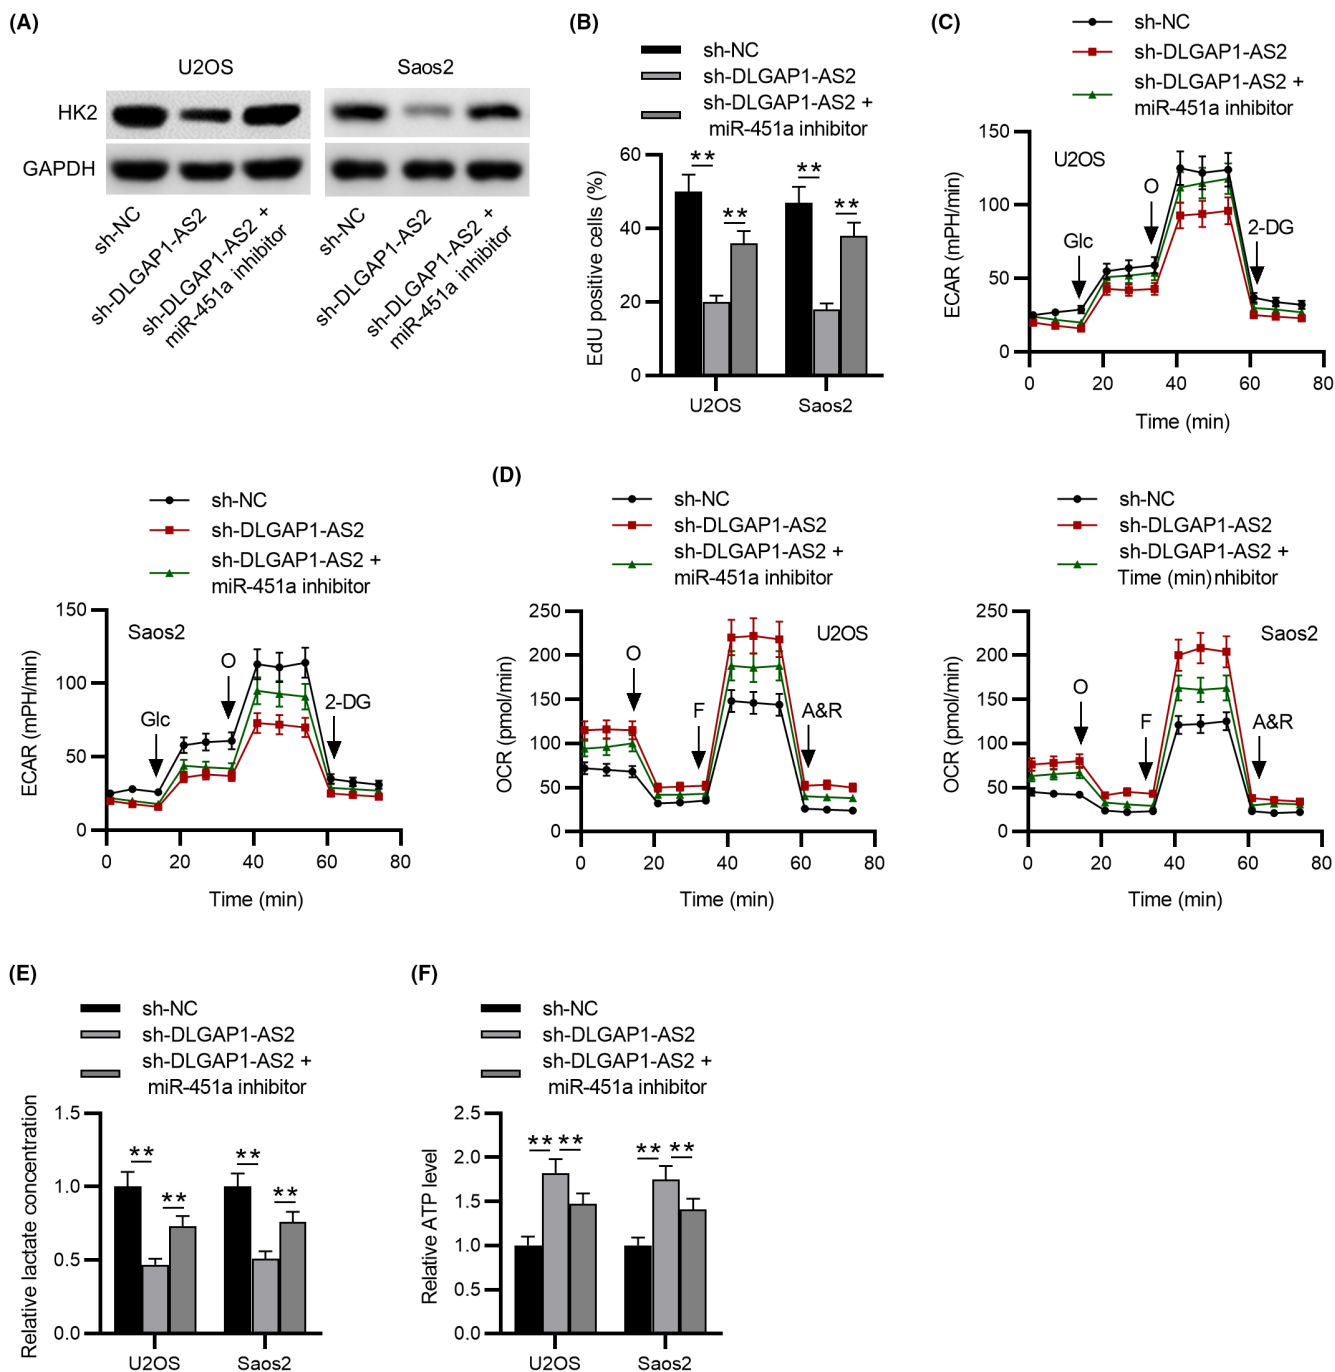 (A)
U2OS
Saos2
HK2
GAPDH
sh-NC
sh-DLGAP1-AS2
sh-DLGAP1-AS2 +
miR-451a inhibitor
sh-NC
sh-DLGAP1-AS2
sh-DLGAP1-AS2 +
miR-451a inhibitor
(B)
sh-NC
sh-DLGAP1-AS2
sh-DLGAP1-AS2 +
miR-451a inhibitor
EdU positive cells (%)
60
40
20
0
**
**
**
**
U2OS
Saos2
(C)
sh-NC
sh-DLGAP1-AS2
sh-DLGAP1-AS2 +
miR-451a inhibitor
U2OS
ECAR (mPH/min)
150
100
50
0
Glc
O
2-DG
0 20 40 60 80
Time (min)
sh-NC
sh-DLGAP1-AS2
sh-DLGAP1-AS2 +
miR-451a inhibitor
Saos2
ECAR (mPH/min)
150
100
50
0
Glc
O
2-DG
0 20 40 60 80
Time (min)
(D)
sh-NC
sh-DLGAP1-AS2
sh-DLGAP1-AS2 +
miR-451a inhibitor
U2OS
OCR (pmol/min)
250
200
150
100
50
0
O
F
A&R
0 20 40 60 80
Time (min)
sh-NC
sh-DLGAP1-AS2
sh-DLGAP1-AS2 +
Time (min) nhibitor
Saos2
OCR (pmol/min)
250
200
150
100
50
0
O
F
A&R
0 20 40 60 80
Time (min)
(E)
sh-NC
sh-DLGAP1-AS2
sh-DLGAP1-AS2 +
miR-451a inhibitor
Relative lactate concentration
1.5
1.0
0.5
0.0
**
**
**
**
U2OS
Saos2
(F)
sh-NC
sh-DLGAP1-AS2
sh-DLGAP1-AS2 +
miR-451a inhibitor
Relative ATP level
2.5
2.0
1.5
1.0
0.5
0.0
** **
** **
U2OS
Saos2